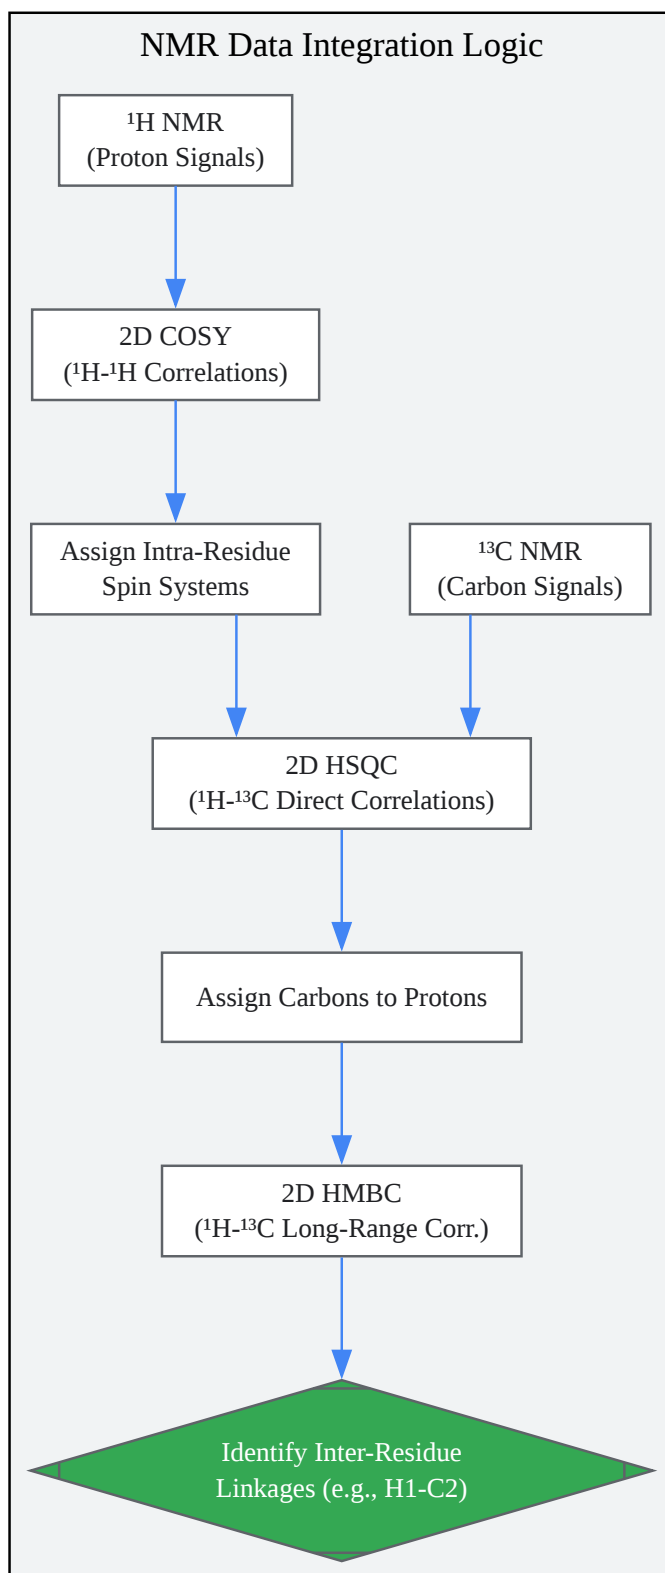 NMR Data Integration Logic
¹H NMR
(Proton Signals)
2D COSY
(¹H-¹H Correlations)
Assign Intra-Residue
Spin Systems
¹³C NMR
(Carbon Signals)
2D HSQC
(¹H-¹³C Direct Correlations)
Assign Carbons to Protons
2D HMBC
(¹H-¹³C Long-Range Corr.)
Identify Inter-Residue
Linkages (e.g., H1-C2)